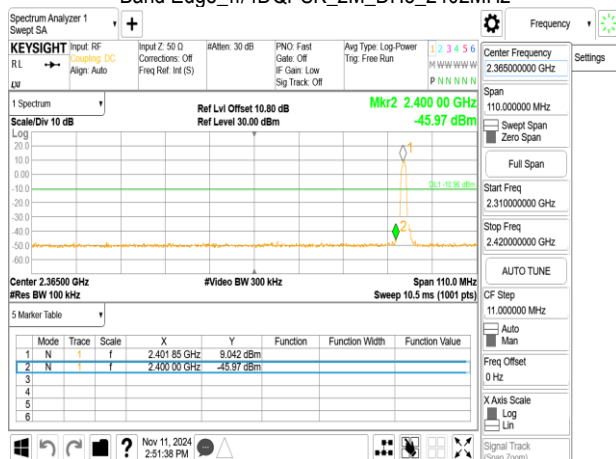 Band Edge_π/4DQPSK_2M_DH5_2402MHz
Spectrum Analyzer 1
Swept SA
Frequency
KEYSIGHT
RL
Input: RF
Coupling: DC
Align: Auto
Input Z: 50 Ω
Corrections: Off
Freq Ref: Int (S)
#Atten: 30 dB
PNO: Fast
Gate: Off
IF Gain: Low
Sig Track: Off
Avg Type: Log-Power
Trig: Free Run
1 2 3 4 5 6
M W W W W W
P N N N N N
Center Frequency
2.365000000 GHz
Settings
Span
110.000000 MHz
Swept Span
Zero Span
Full Span
Start Freq
2.310000000 GHz
Stop Freq
2.420000000 GHz
AUTO TUNE
CF Step
11.000000 MHz
Auto
Man
Freq Offset
0 Hz
X Axis Scale
Log
Lin
Signal Track
(Span Zoom)
1 Spectrum
Scale/Div 10 dB
Log
Ref Lvl Offset 10.80 dB
Ref Level 30.00 dBm
Mkr2 2.400 00 GHz
-45.97 dBm
20.0
10.0
0.00
-10.0
-20.0
-30.0
-40.0
-50.0
-60.0
1
DL1 -10.96 dBm
2
Center 2.36500 GHz
#Video BW 300 kHz
Span 110.0 MHz
#Res BW 100 kHz
Sweep 10.5 ms (1001 pts)
5 Marker Table
Mode Trace Scale X Y Function Function Width Function Value
1 N 1 f 2.401 85 GHz 9.042 dBm
2 N 1 f 2.400 00 GHz -45.97 dBm
3
4
5
6
Nov 11, 2024
2:51:38 PM